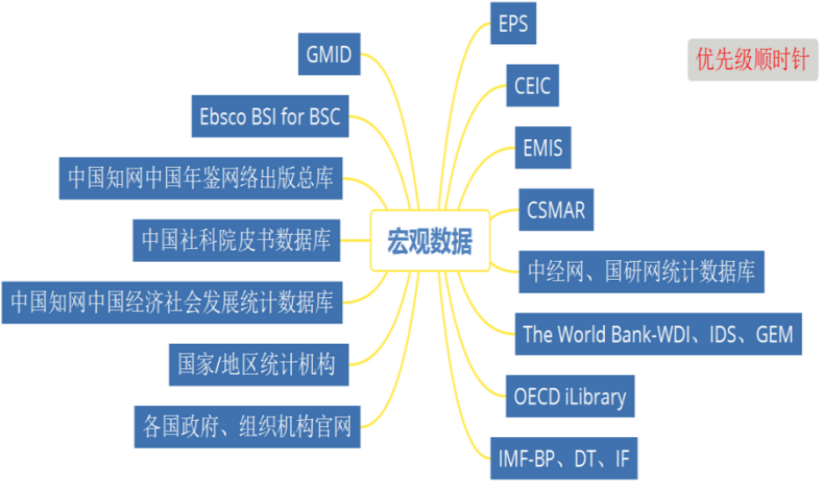 EPS
GMID
优先级顺时针
CEIC
Ebsco BSI for BSC
EMIS
中国知网中国年鉴网络出版总库
CSMAR
中国社科院皮书数据库
宏观数据
中经网、国研网统计数据库
中国知网中国经济社会发展统计数据库
The World Bank-WDI、IDS、GEM
国家/地区统计机构
OECD iLibrary
各国政府、组织机构官网
IMF-BP、DT、IF